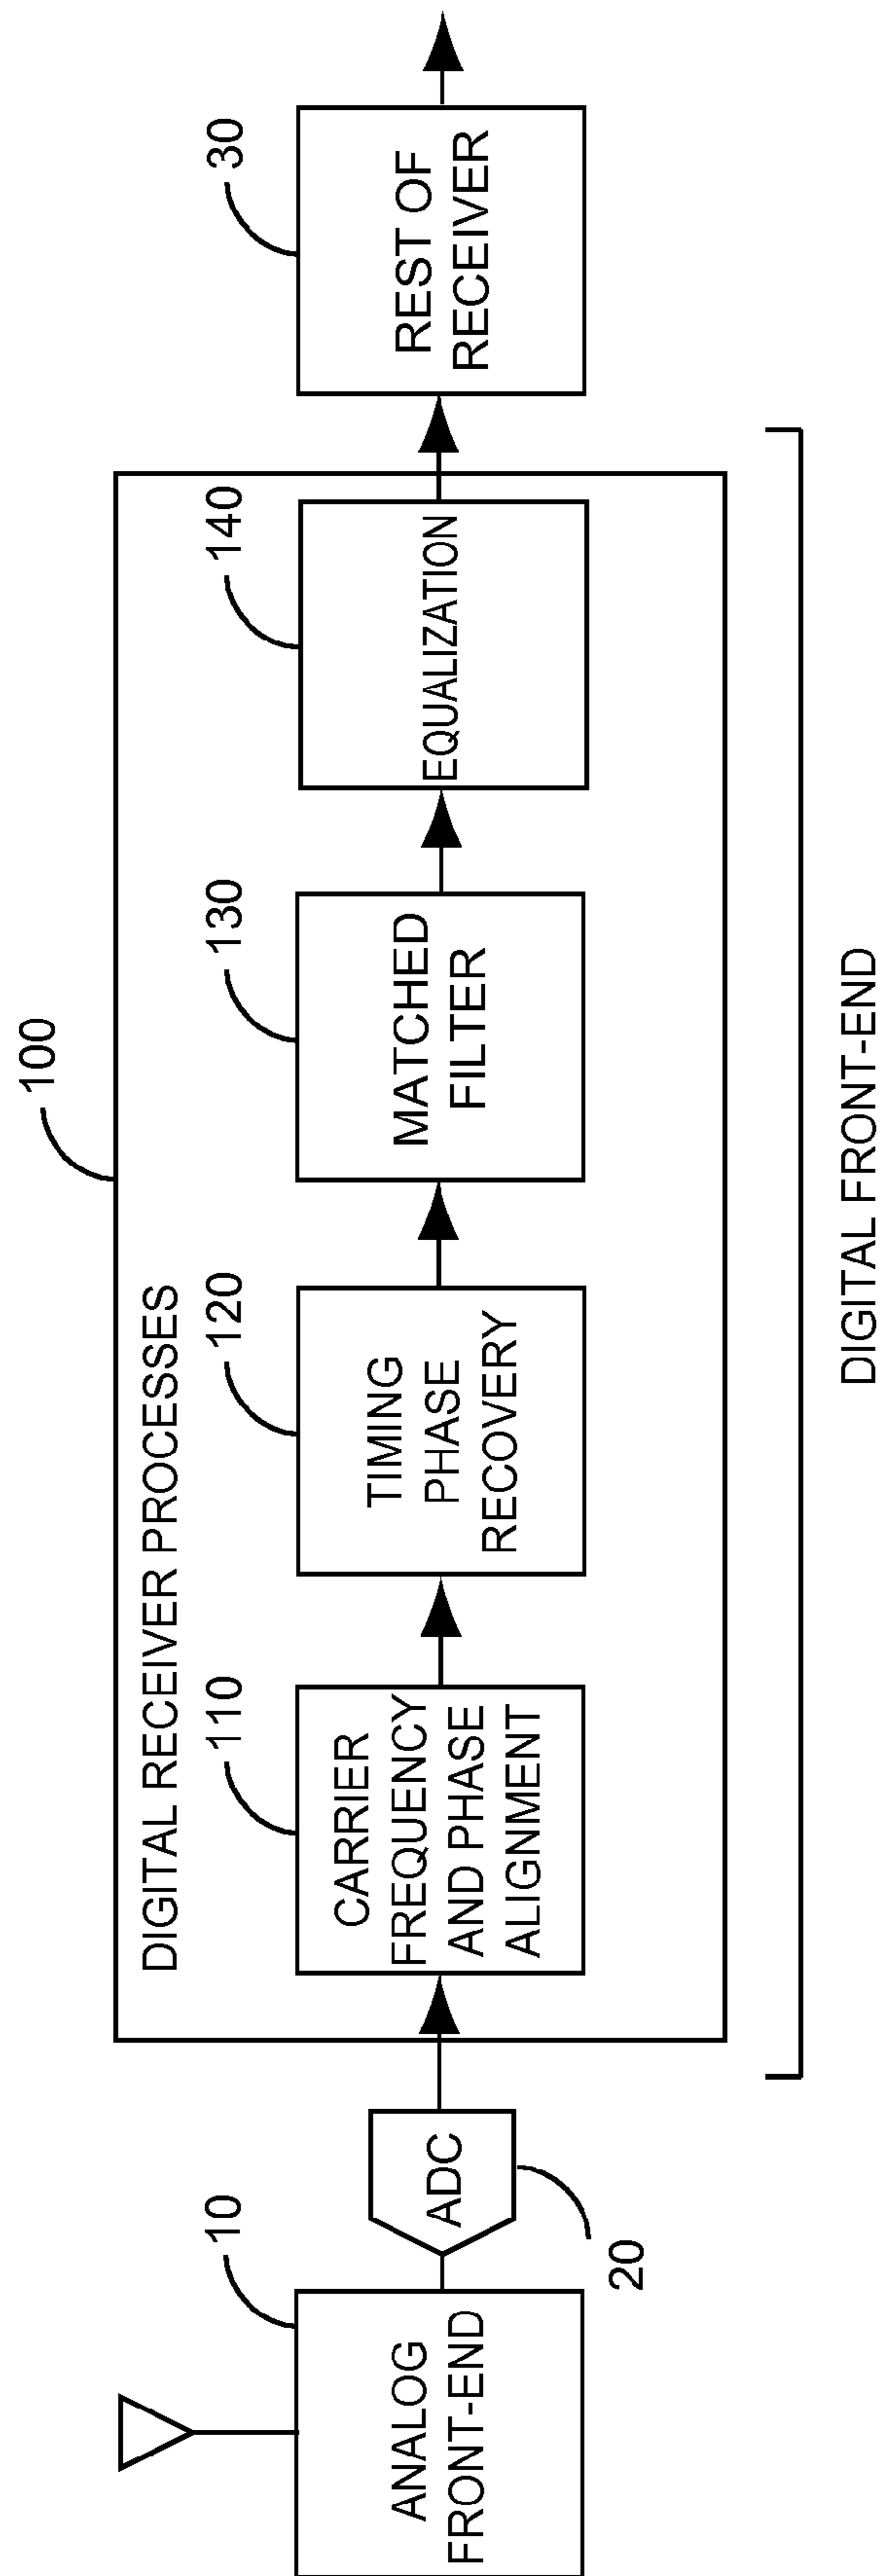 100
DIGITAL RECEIVER PROCESSES
10
110
120
130
140
30
ANALOG
FRONT-END
ADC
20
CARRIER
FREQUENCY
AND PHASE
ALIGNMENT
TIMING
PHASE
RECOVERY
MATCHED
FILTER
EQUALIZATION
REST OF
RECEIVER
DIGITAL FRONT-END